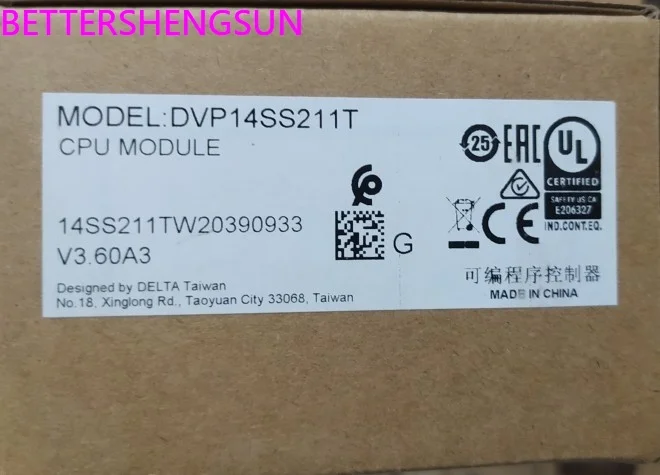 BETTERSHENGSUN
MODEL:DVP14SS211T
CPU MODULE
25
EAC
UL
CERTIFIED
SAFETY:US CA
E206327
IND.CONT.EQ.
CE
14SS211TW20390933
V3.60A3
G
可编程序控制器
MADE IN CHINA
Designed by DELTA Taiwan
No.18, Xinglong Rd., Taoyuan City 33068, Taiwan